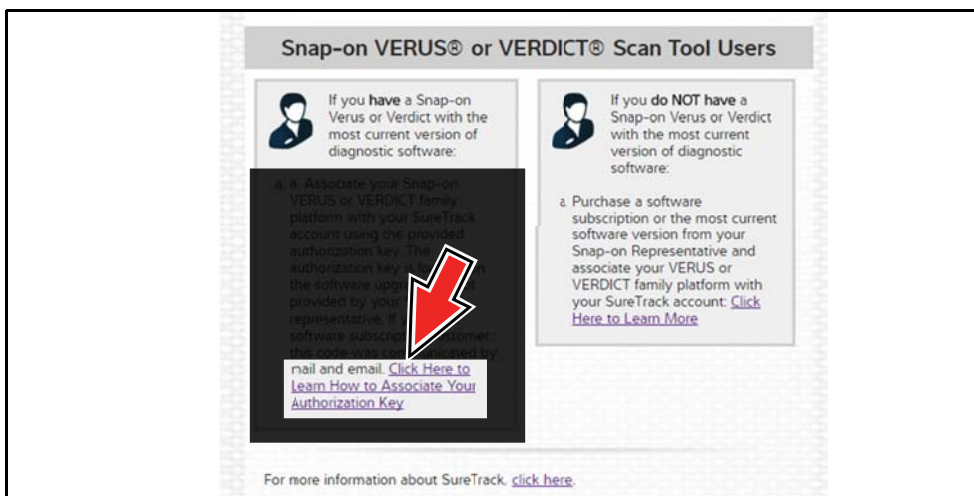 Snap-on VERUS® or VERDICT® Scan Tool Users
If you have a Snap-on
Verus or Verdict with the
most current version of
diagnostic software:
a. a. Associate your Snap-on
VERUS or VERDICT family
platform with your SureTrack
account using the provided
authorization key. The
authorization key is
the software
provided by your
representative. If
software
this code was communicated by
mail and email. Click Here to
Learn How to Associate Your
Authorization Key
If you do NOT have a
Snap-on Verus or Verdict
with the most current
version of diagnostic
software:
a. Purchase a software
subscription or the most current
software version from your
Snap-on Representative and
associate your VERUS or
VERDICT family platform with
your SureTrack account: Click
Here to Learn More
For more information about SureTrack, click here.